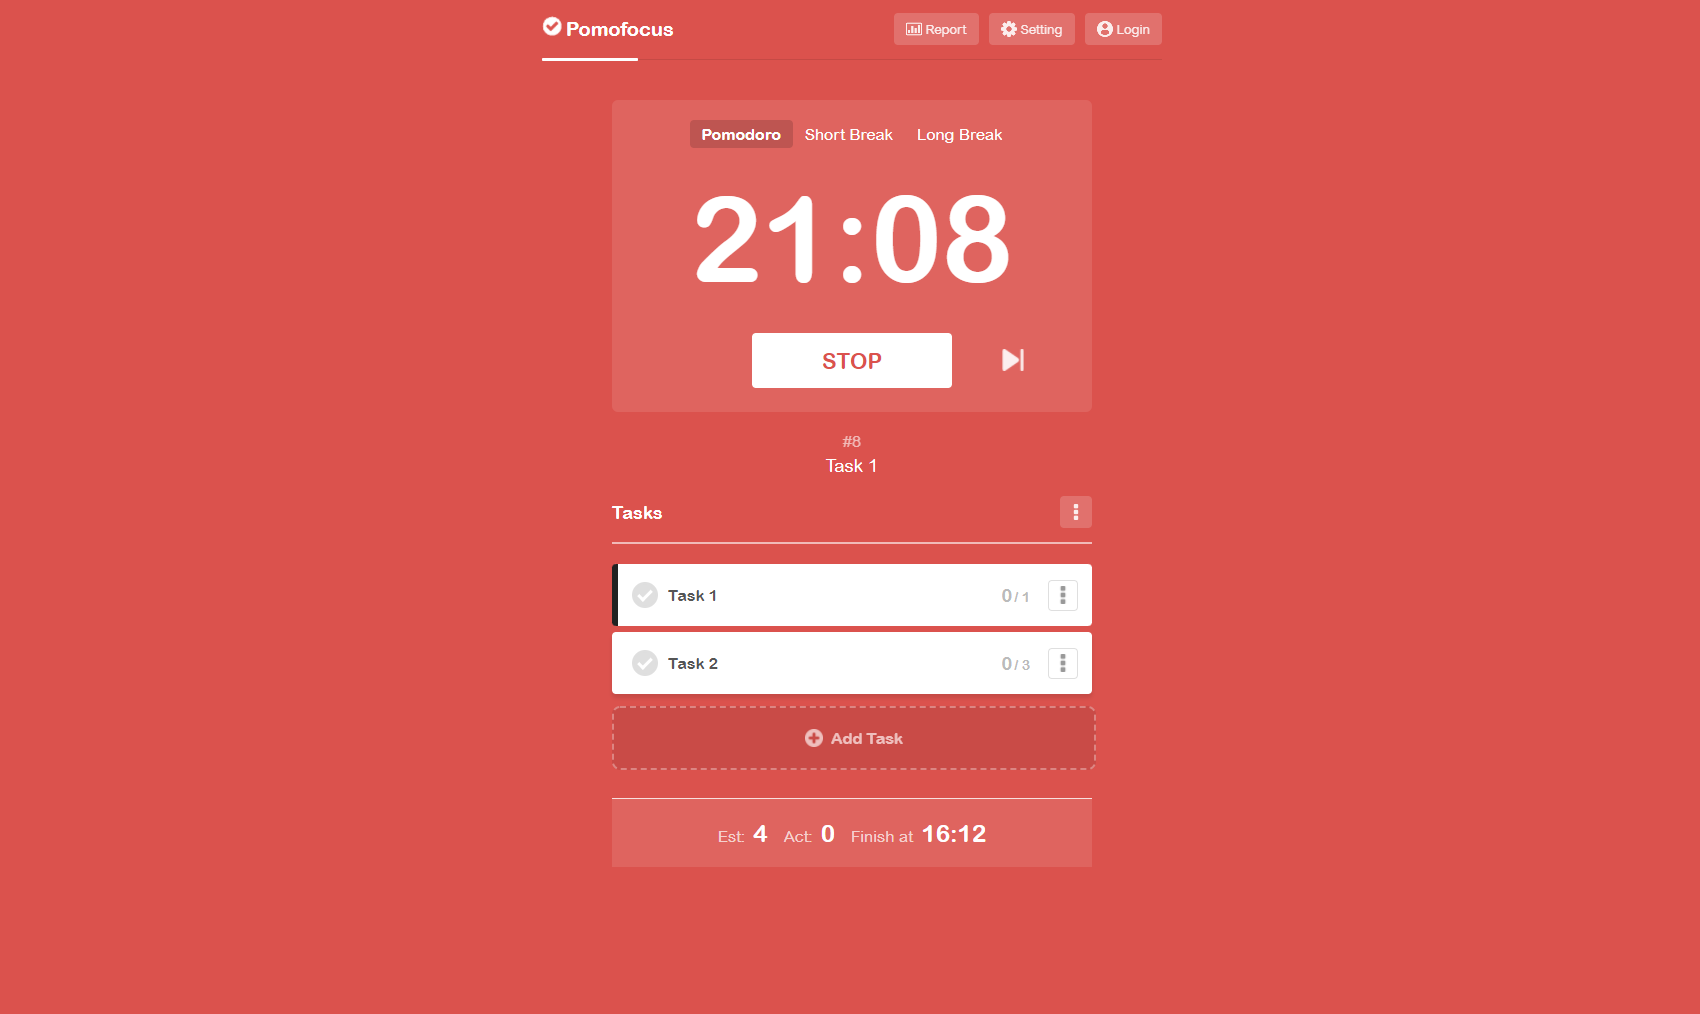 Pomofocus
Report Setting Login
Pomodoro Short Break Long Break
21:08
STOP
#8
Task 1
Tasks
Task 1 0/ 1
Task 2 0/ 3
Add Task
Est: 4 Act: 0 Finish at 16:12